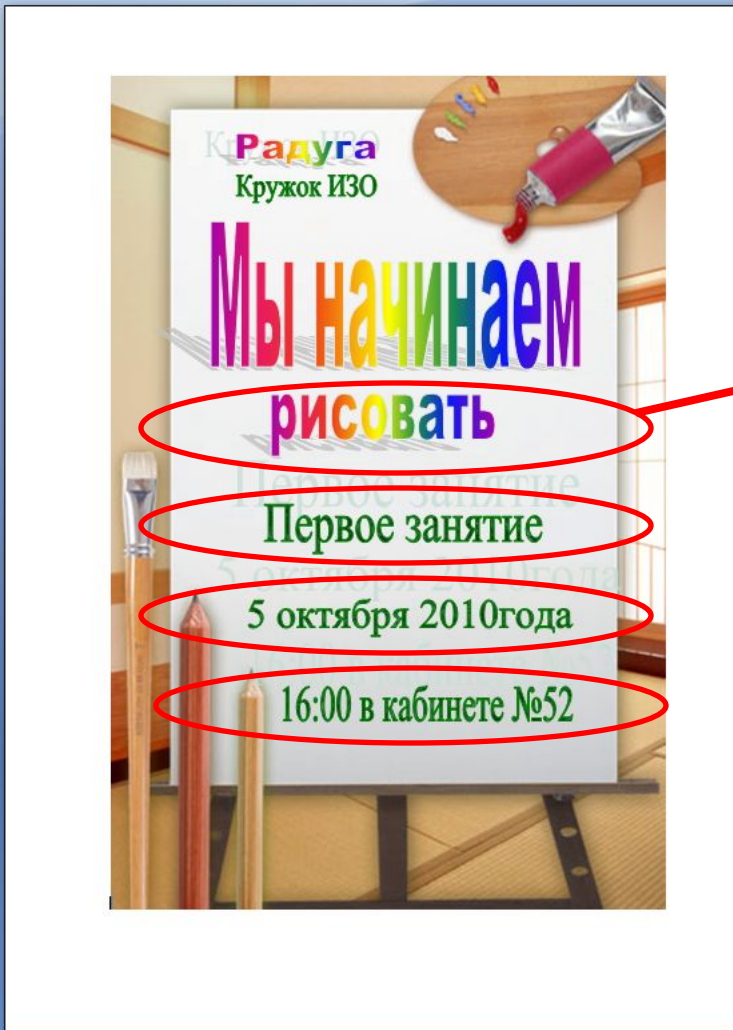 Радуга
Кружок ИЗО
Мы начинаем
рисовать
Первое занятие
5 октября 2010года
16:00 в кабинете №52